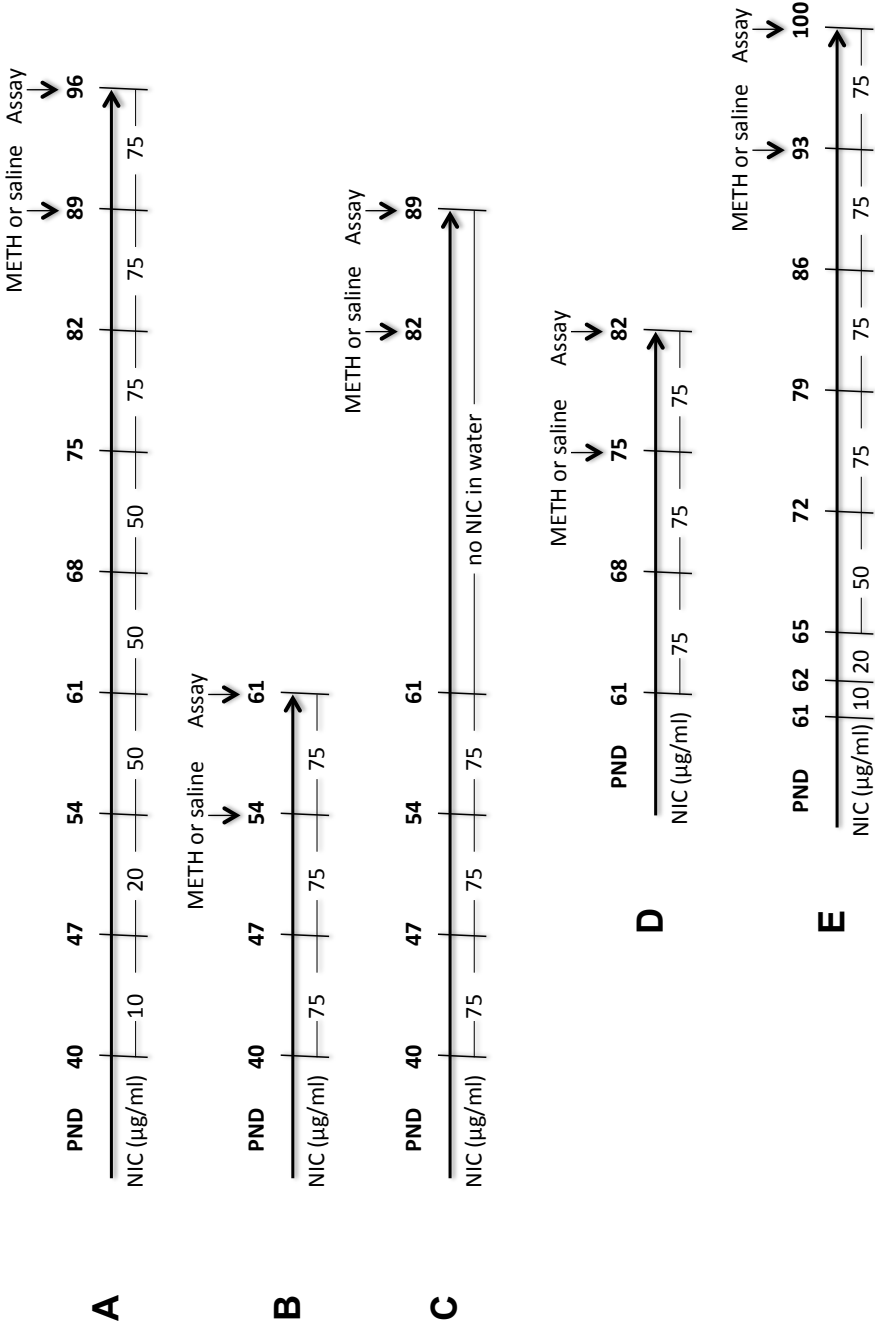 A
METH or saline Assay
PND 40 47 54 61 68 75 82 89 96
NIC (µg/ml) 10 20 50 50 50 75 75 75
B
METH or saline Assay
PND 40 47 54 61
NIC (µg/ml) 75 75 75
C
METH or saline Assay
PND 40 47 54 61 82 89
NIC (µg/ml) 75 75 75 no NIC in water
D
METH or saline Assay
PND 61 68 75 82
NIC (µg/ml) 75 75 75
E
METH or saline Assay
PND 61 62 65 72 79 86 93 100
NIC (µg/ml) 10 20 50 75 75 75 75